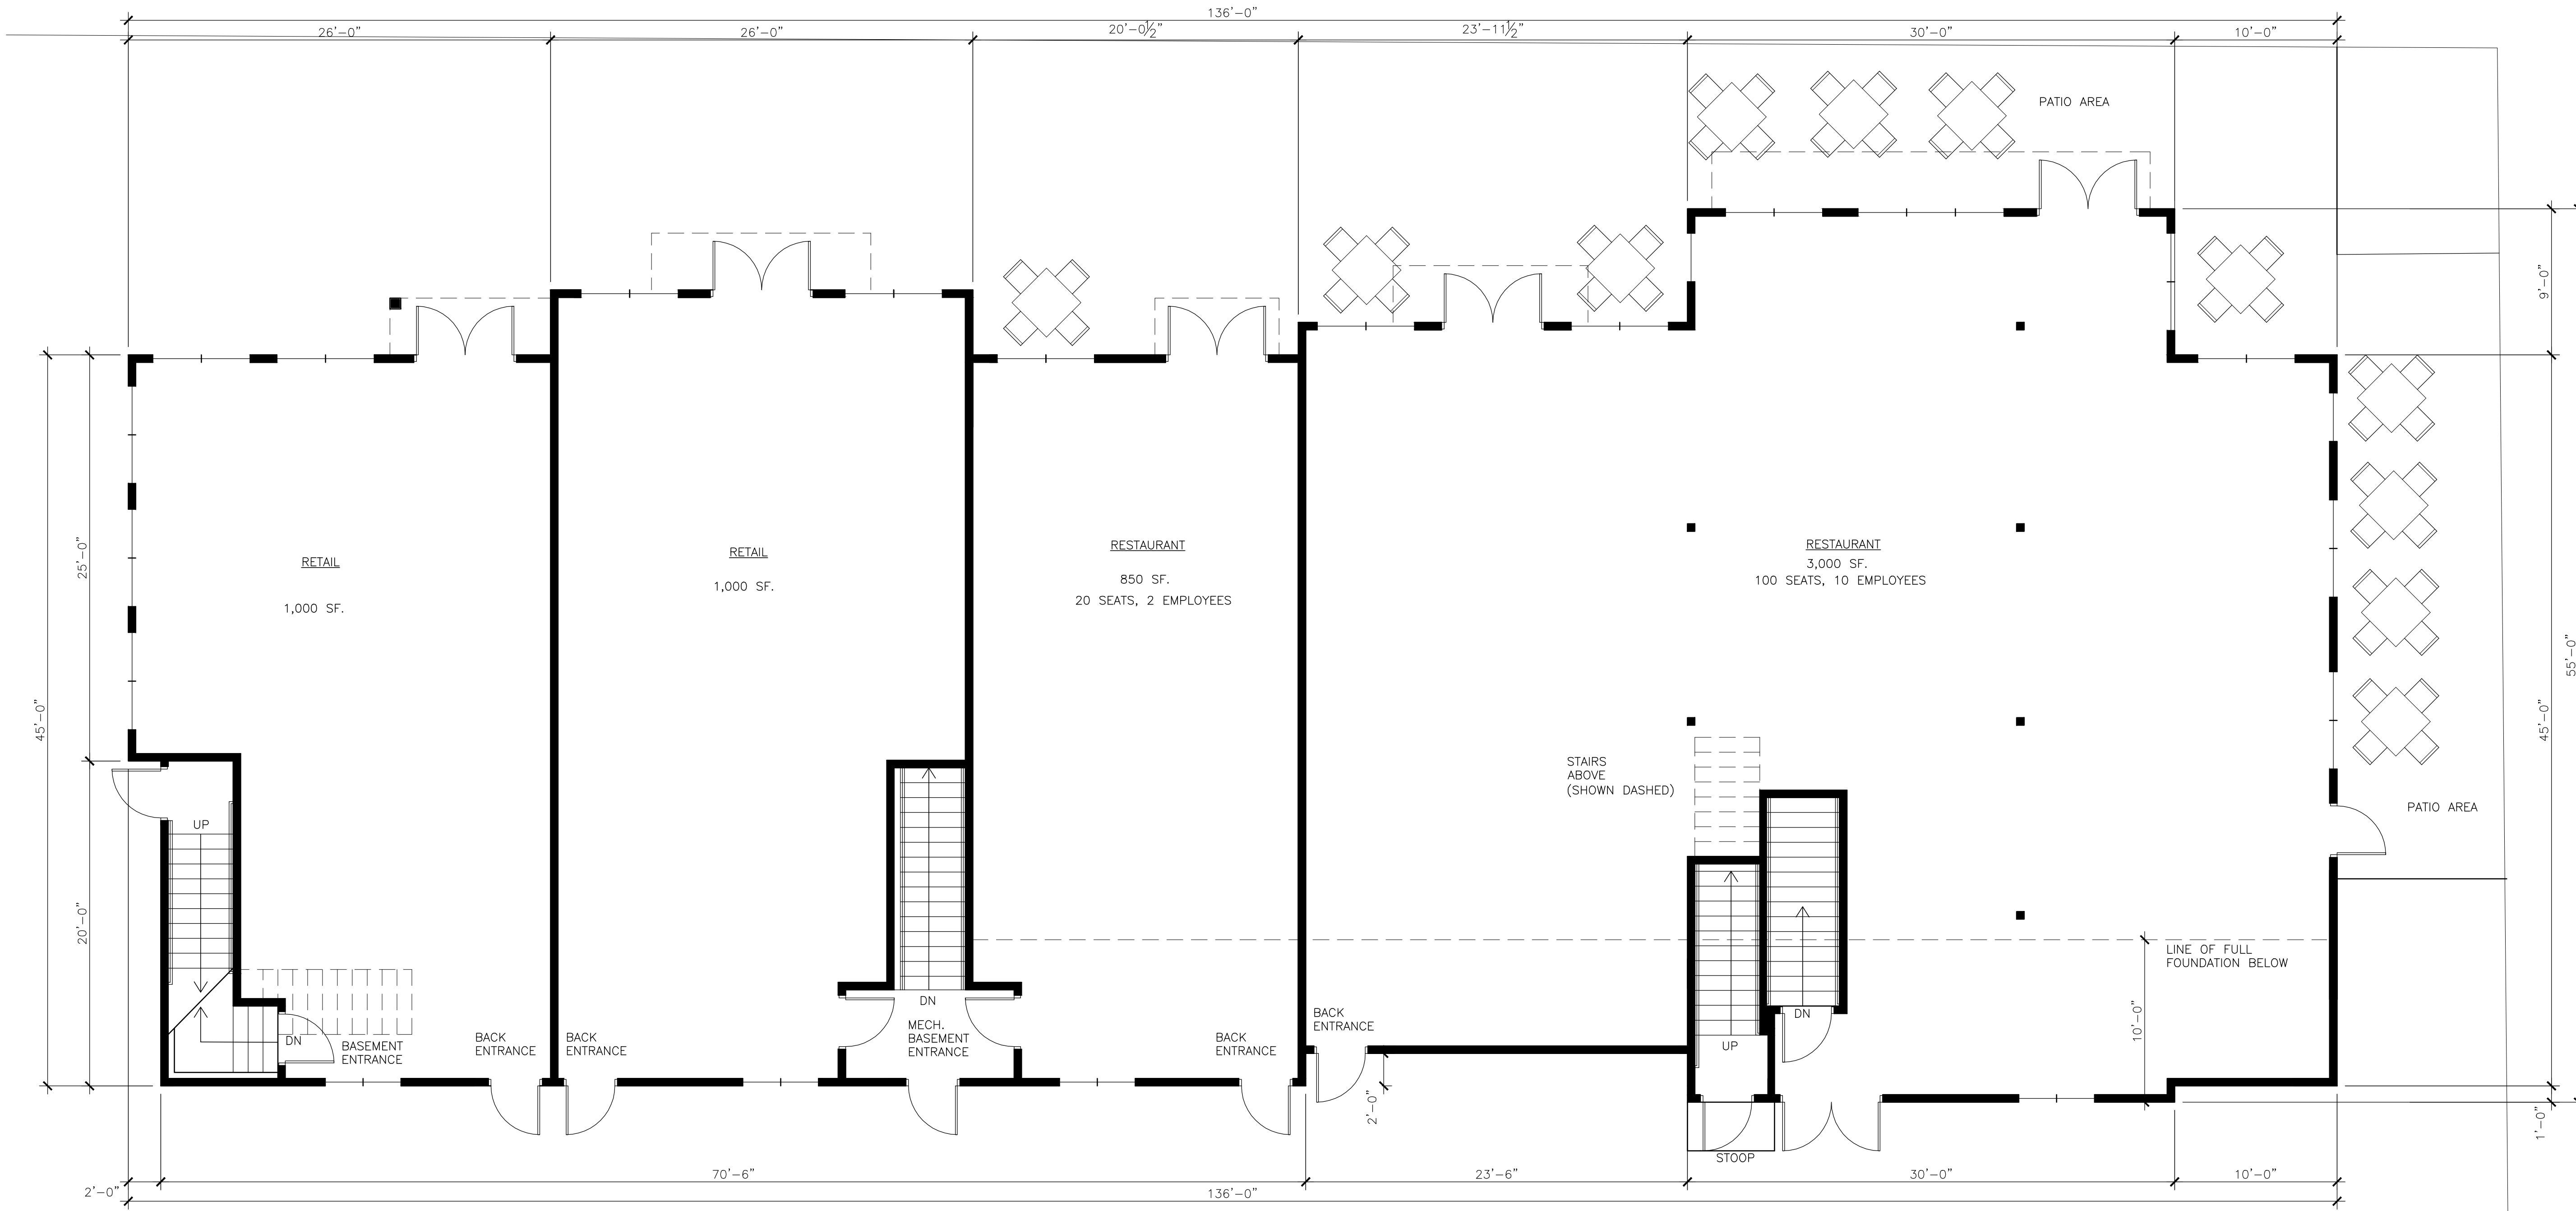 136'-0"
26'-0"
26'-0"
20'-0½"
23'-11½"
30'-0"
10'-0"
PATIO AREA
9'-0"
25'-0"
45'-0"
20'-0"
RETAIL
1,000 SF.
RETAIL
1,000 SF.
RESTAURANT
850 SF.
20 SEATS, 2 EMPLOYEES
RESTAURANT
3,000 SF.
100 SEATS, 10 EMPLOYEES
55'-0"
45'-0"
STAIRS
ABOVE
(SHOWN DASHED)
PATIO AREA
UP
LINE OF FULL
FOUNDATION BELOW
10'-0"
DN
BASEMENT
ENTRANCE
BACK
ENTRANCE
BACK
ENTRANCE
DN
MECH.
BASEMENT
ENTRANCE
BACK
ENTRANCE
BACK
ENTRANCE
DN
UP
2'-0"
1'-0"
STOOP
2'-0"
70'-6"
23'-6"
30'-0"
10'-0"
136'-0"